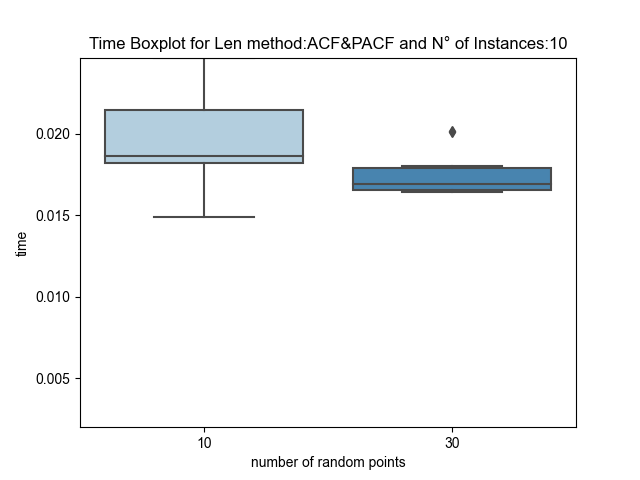 Time Boxplot for Len method:ACF&PACF and N° of Instances:10
0.020
0.015
0.010
0.005
time
10
30
number of random points